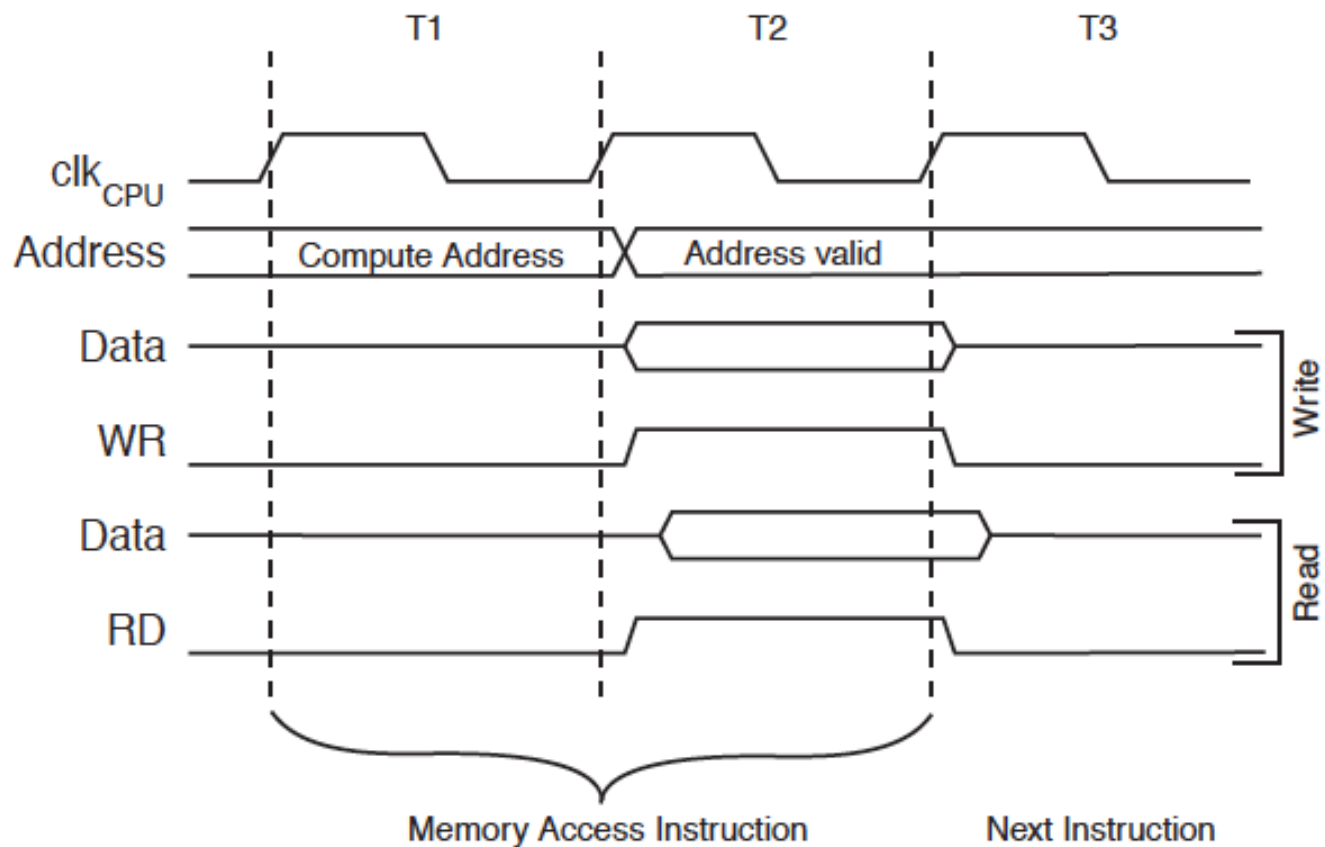 T1 T2 T3
clkCPU
Address Compute Address Address valid
Data
WR
Write
Data
RD
Read
Memory Access Instruction Next Instruction